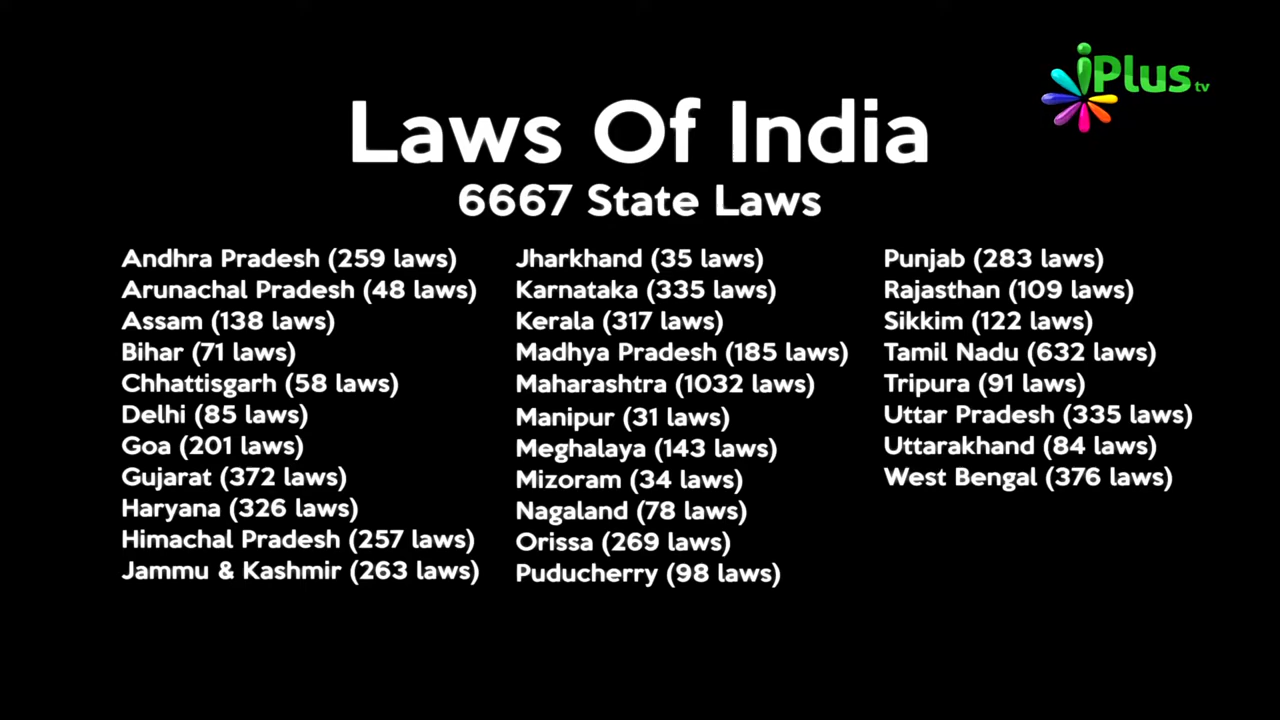 iPlus tv
Laws Of India
6667 State Laws
Andhra Pradesh (259 laws)
Arunachal Pradesh (48 laws)
Assam (138 laws)
Bihar (71 laws)
Chhattisgarh (58 laws)
Delhi (85 laws)
Goa (201 laws)
Gujarat (372 laws)
Haryana (326 laws)
Himachal Pradesh (257 laws)
Jammu & Kashmir (263 laws)
Jharkhand (35 laws)
Karnataka (335 laws)
Kerala (317 laws)
Madhya Pradesh (185 laws)
Maharashtra (1032 laws)
Manipur (31 laws)
Meghalaya (143 laws)
Mizoram (34 laws)
Nagaland (78 laws)
Orissa (269 laws)
Puducherry (98 laws)
Punjab (283 laws)
Rajasthan (109 laws)
Sikkim (122 laws)
Tamil Nadu (632 laws)
Tripura (91 laws)
Uttar Pradesh (335 laws)
Uttarakhand (84 laws)
West Bengal (376 laws)